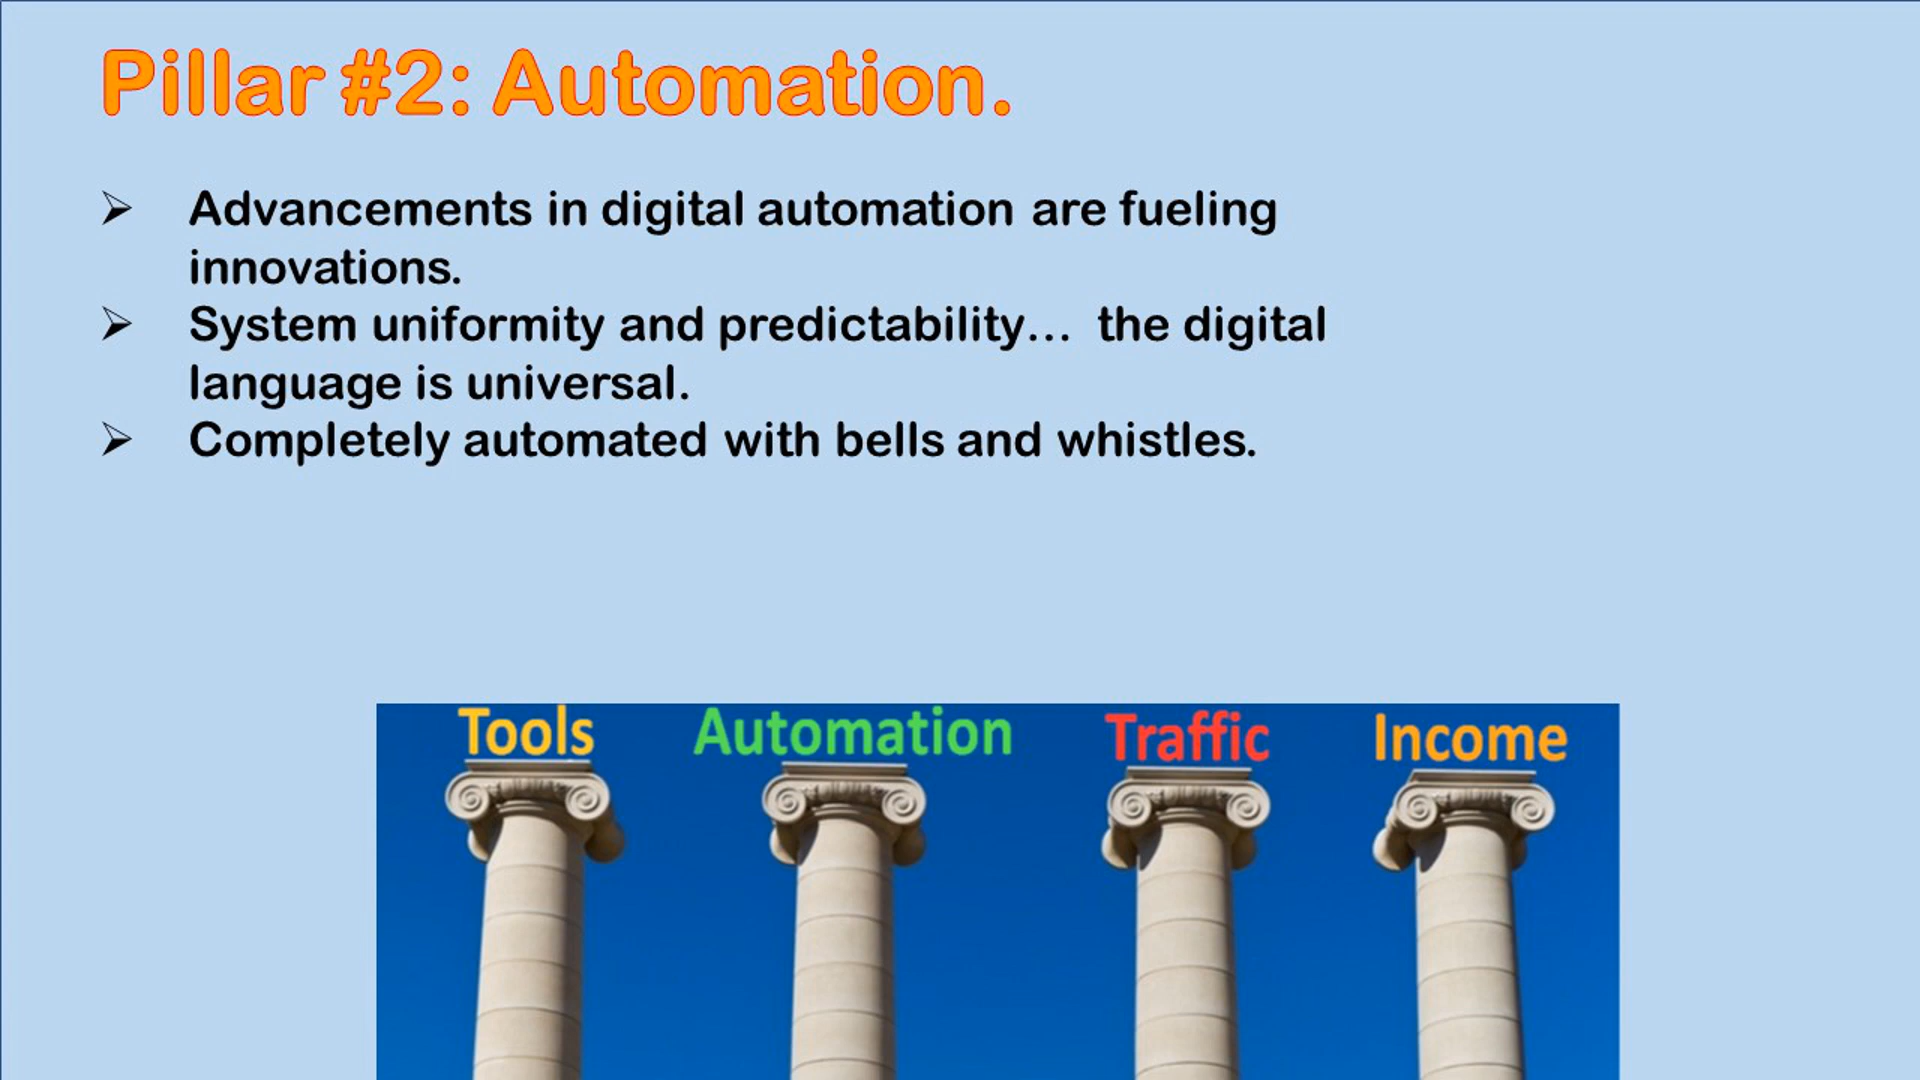 Pillar #2: Automation.
Advancements in digital automation are fueling
innovations.
System uniformity and predictability…  the digital
language is universal.
Completely automated with bells and whistles.
Tools Automation Traffic Income